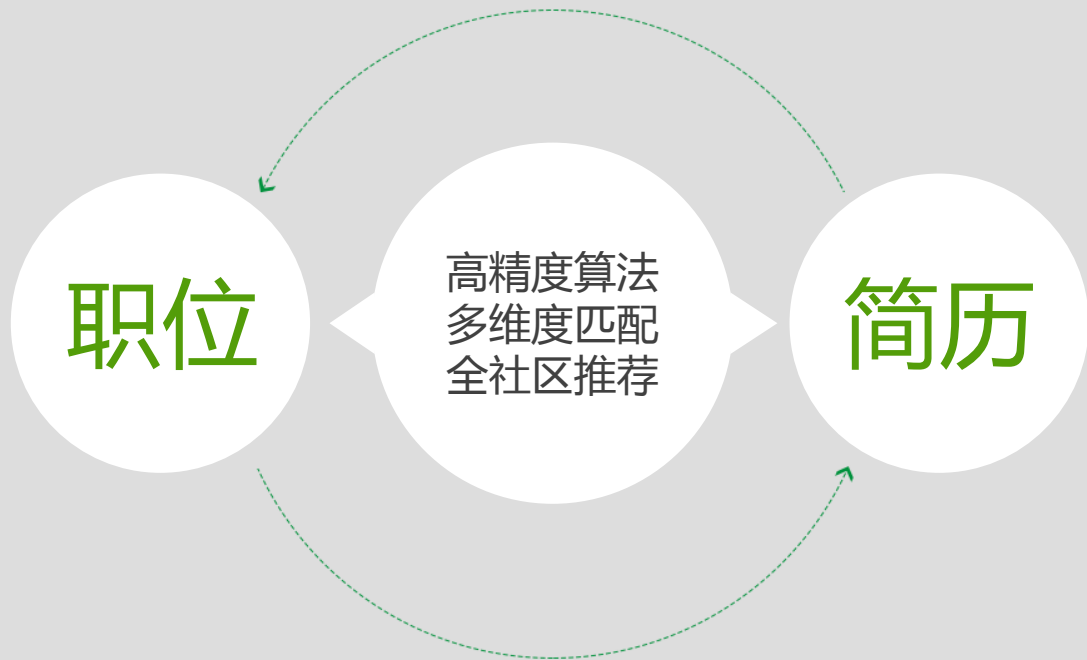 职位
高精度算法
多维度匹配
全社区推荐
简历